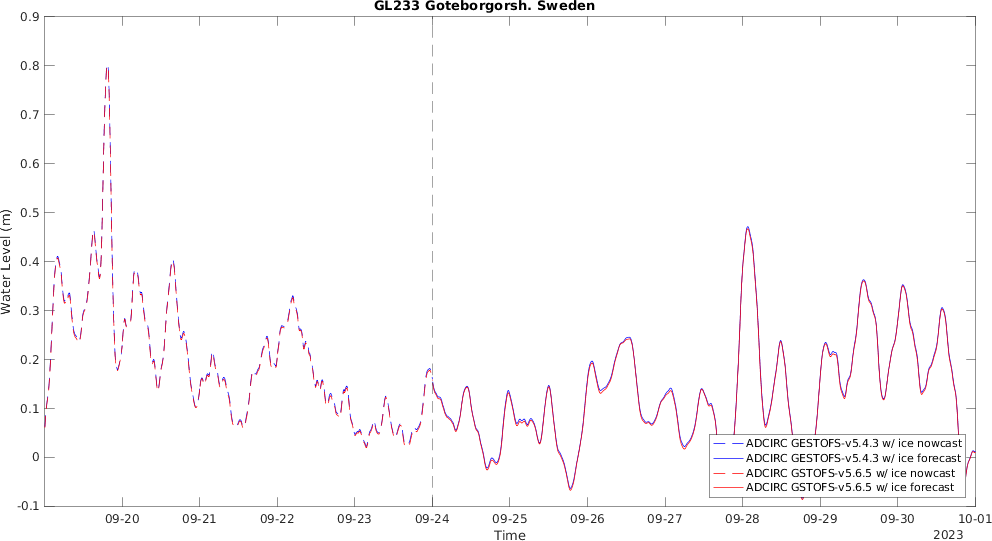 GL233 Goteborgorsh. Sweden
0.9
0.8
0.7
0.6
0.5
0.4
0.3
0.2
0.1
0
-0.1
Water Level (m)
ADCIRC GESTOFS-v5.4.3 w/ ice nowcast
ADCIRC GESTOFS-v5.4.3 w/ ice forecast
ADCIRC GSTOFS-v5.6.5 w/ ice nowcast
ADCIRC GSTOFS-v5.6.5 w/ ice forecast
09-20 09-21 09-22 09-23 09-24 09-25 09-26 09-27 09-28 09-29 09-30 10-01
Time
2023